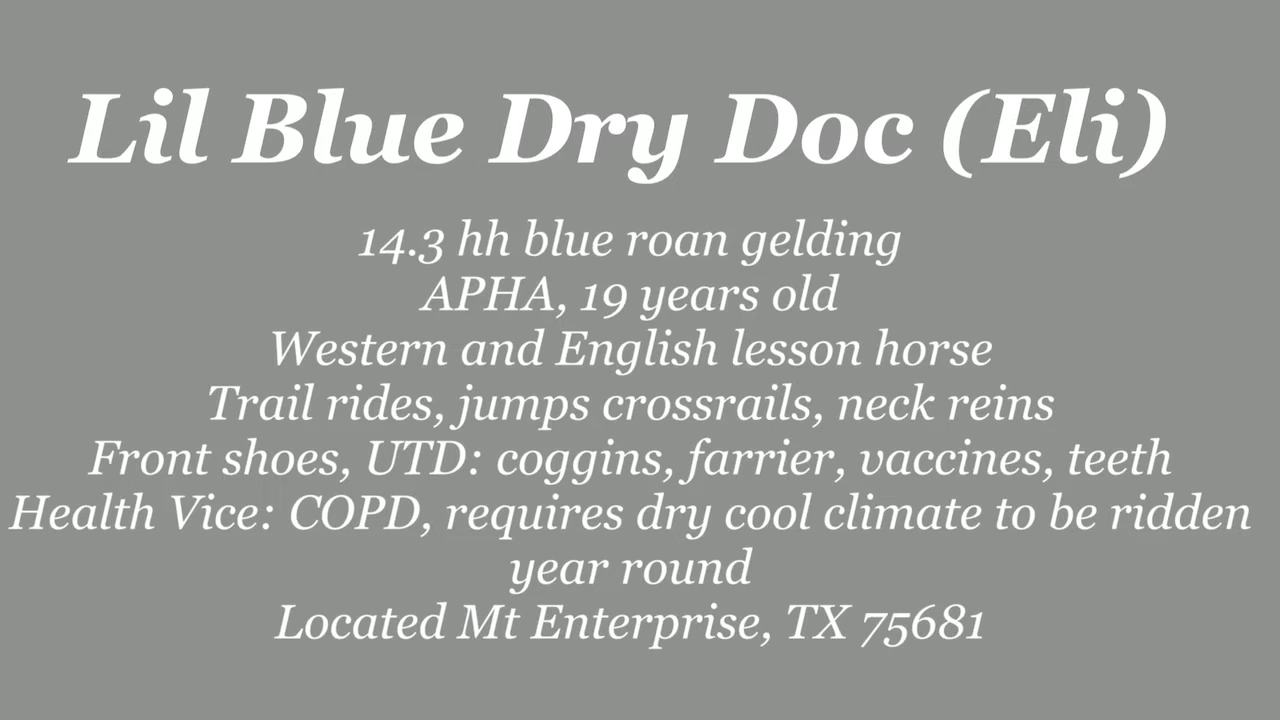 Lil Blue Dry Doc (Eli)
14.3 hh blue roan gelding
APHA, 19 years old
Western and English lesson horse
Trail rides, jumps crossrails, neck reins
Front shoes, UTD: coggins, farrier, vaccines, teeth
Health Vice: COPD, requires dry cool climate to be ridden
year round
Located Mt Enterprise, TX 75681